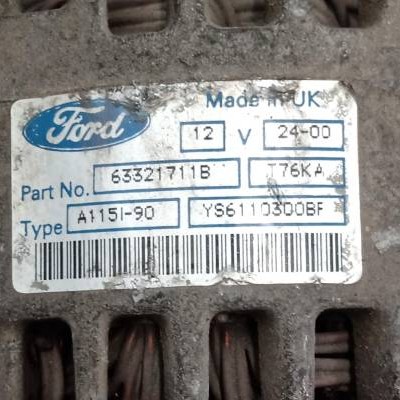 Ford
Made in UK
12 V 24-00
Part No. 63321711B T76KA
Type A115I-90 YS6110300BF